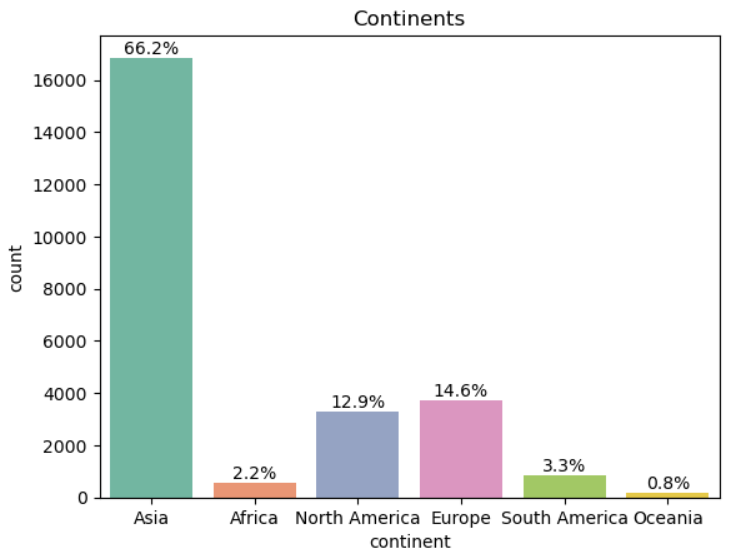 Continents
66.2%
16000
14000
12000
10000
8000
6000
4000
2000
0
count
2.2%
12.9%
14.6%
3.3%
0.8%
Asia
Africa
North America
Europe
South America
Oceania
continent